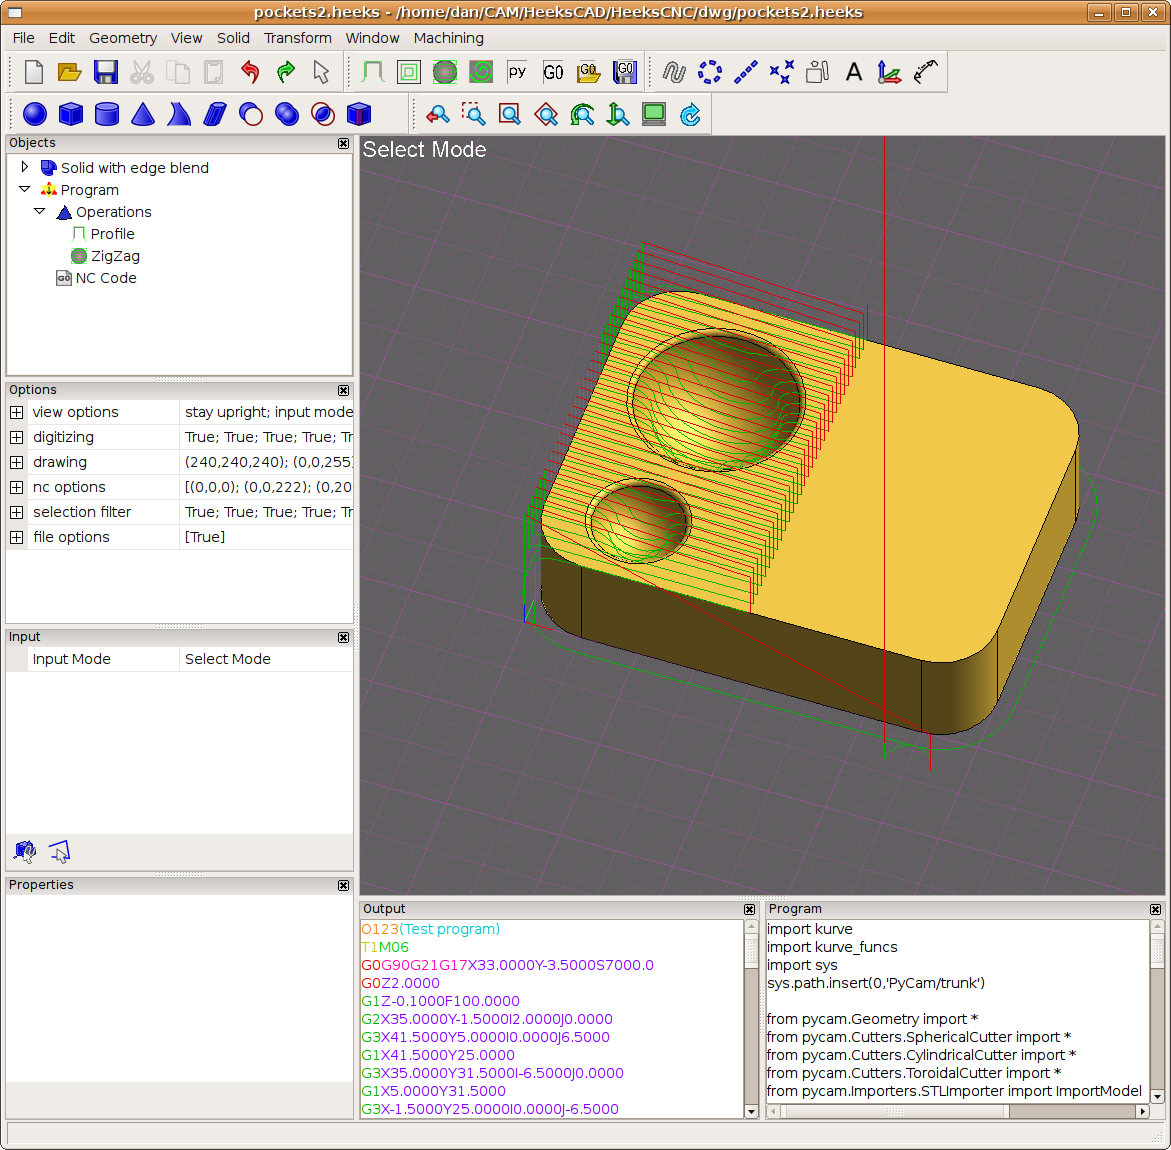 pockets2.heeks - /home/dan/CAM/HeeksCAD/HeeksCNC/dwg/pockets2.heeks
File Edit Geometry View Solid Transform Window Machining
py G0 G0 G0 A
Objects
Solid with edge blend
Program
Operations
Profile
ZigZag
G0 NC Code
Options
view options stay upright; input mode
digitizing True; True; True; True; Tr
drawing (240,240,240); (0,0,255)
nc options [(0,0,0); (0,0,222); (0,20
selection filter True; True; True; True; Tr
file options [True]
Input
Input Mode Select Mode
Properties
Select Mode
Output
O123(Test program)
T1M06
G0G90G21G17X33.0000Y-3.5000S7000.0
G0Z2.0000
G1Z-0.1000F100.0000
G2X35.0000Y-1.5000I2.0000J0.0000
G3X41.5000Y5.0000I0.0000J6.5000
G1X41.5000Y25.0000
G3X35.0000Y31.5000I-6.5000J0.0000
G1X5.0000Y31.5000
G3X-1.5000Y25.0000I0.0000J-6.5000
Program
import kurve
import kurve_funcs
import sys
sys.path.insert(0,'PyCam/trunk')
from pycam.Geometry import *
from pycam.Cutters.SphericalCutter import *
from pycam.Cutters.CylindricalCutter import *
from pycam.Cutters.ToroidalCutter import *
from pycam.Importers.STLImporter import ImportModel